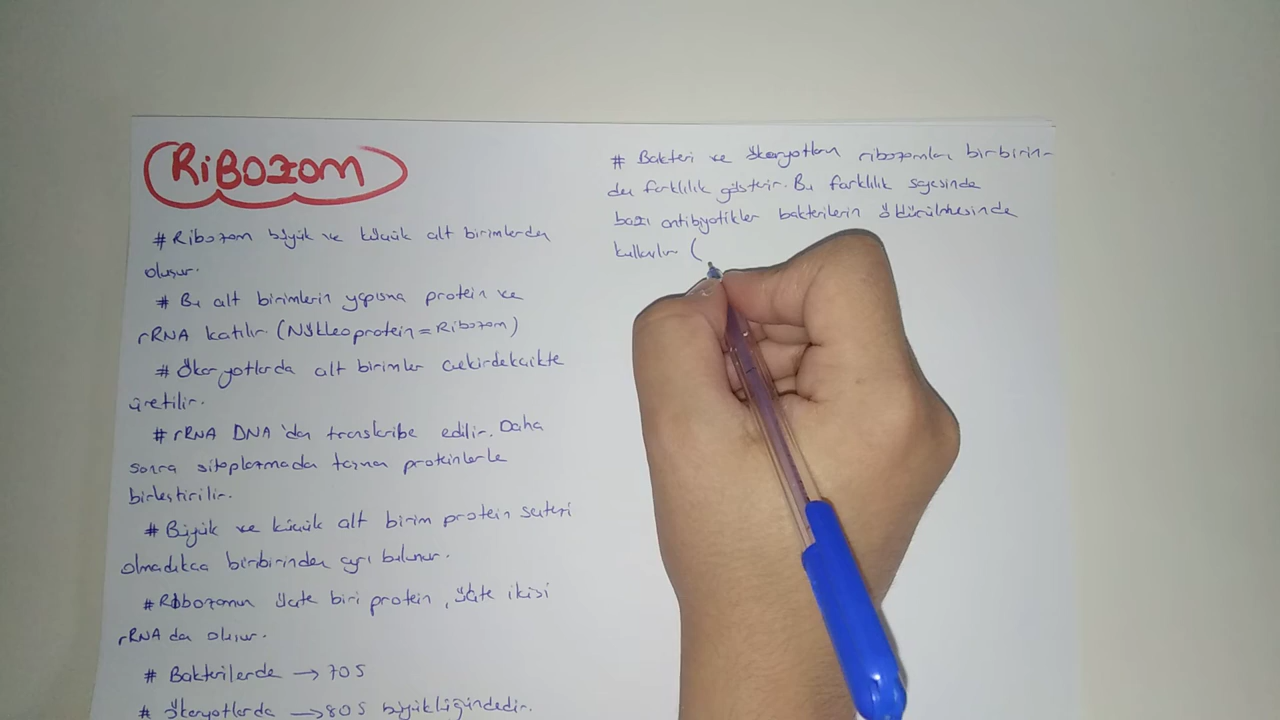 RiBozom
# Ribozom büyük ve küçük alt birimlerden
oluşur.
# Bu alt birimlerin yapısına protein ve
rRNA katılır. (Nükleoprotein = Ribozom)
# Ökaryotlarda alt birimler çekirdekçikte
üretilir.
# rRNA DNA'dan transkribe edilir. Daha
sonra sitoplazmada proteinlerle
birleştirilir.
# Büyük ve küçük alt birim protein sentezi
olmadıkça biribirinden ayrı bulunur.
# Ribozomun üçte biri protein, üçte ikisi
rRNA dan oluşur.
# Bakterilerde → 70S
# Ökaryotlarda → 80S büyüklüğündedir.
# Bakteri ve ökaryotların ribozomları birbirin-
den farklılık gösterir. Bu farklılık sayesinde
bazı antibiyotikler bakterilerin öldürülmesinde
kullanılır (